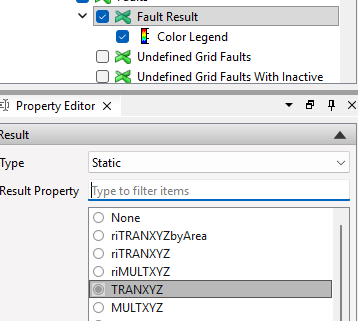 Fault Result
Color Legend
Undefined Grid Faults
Undefined Grid Faults With Inactive
Property Editor
Result
Type Static
Result Property Type to filter items
None
riTRANXYZbyArea
riTRANXYZ
riMULTXYZ
TRANXYZ
MULTXYZ